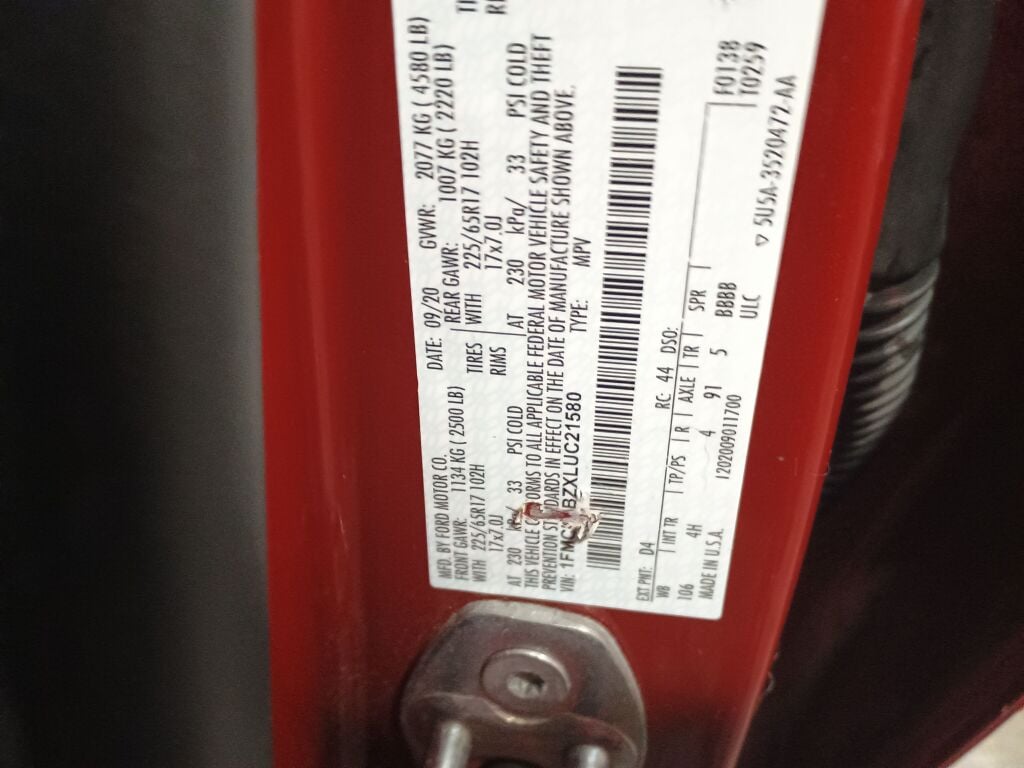 MFD. BY FORD MOTOR CO. DATE: 09/20 GVWR: 2077 KG ( 4580 LB)
FRONT GAWR: 1134 KG ( 2500 LB) REAR GAWR: 1007 KG ( 2220 LB)
WITH 225/65R17 102H TIRES WITH 225/65R17 102H
17x7.0J RIMS 17x7.0J
AT 230 kPa/ 33 PSI COLD AT 230 kPa/ 33 PSI COLD
THIS VEHICLE CONFORMS TO ALL APPLICABLE FEDERAL MOTOR VEHICLE SAFETY AND THEFT
PREVENTION STANDARDS IN EFFECT ON THE DATE OF MANUFACTURE SHOWN ABOVE.
VIN: 1FMC BZXLUC21580 TYPE: MPV
EXT PNT: D4 RC: 44 DSO: F0138
T0259
WB | INT TR | TP/PS | R | AXLE | TR | SPR |
106 4H 4 91 5 BBBB
MADE IN U.S.A. 1202009011700 ULC
5U5A-3520472-AA